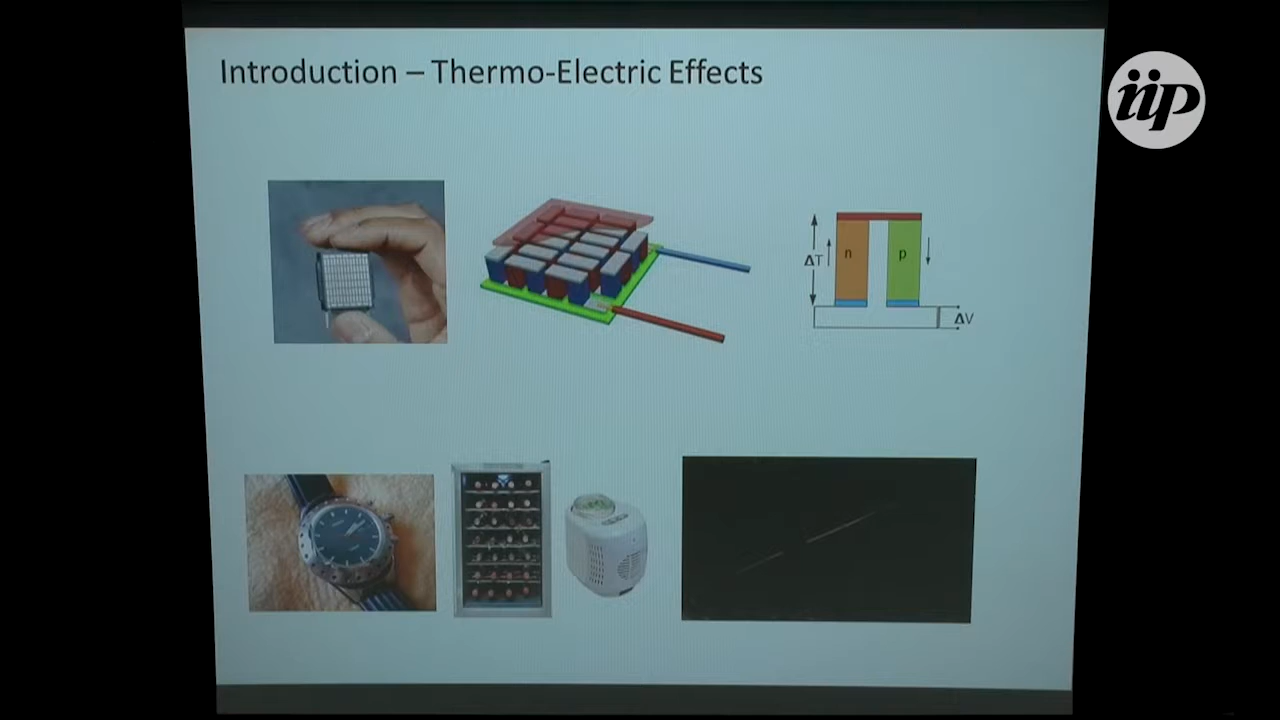 Introduction – Thermo-Electric Effects
iip
ΔT
n
p
ΔV